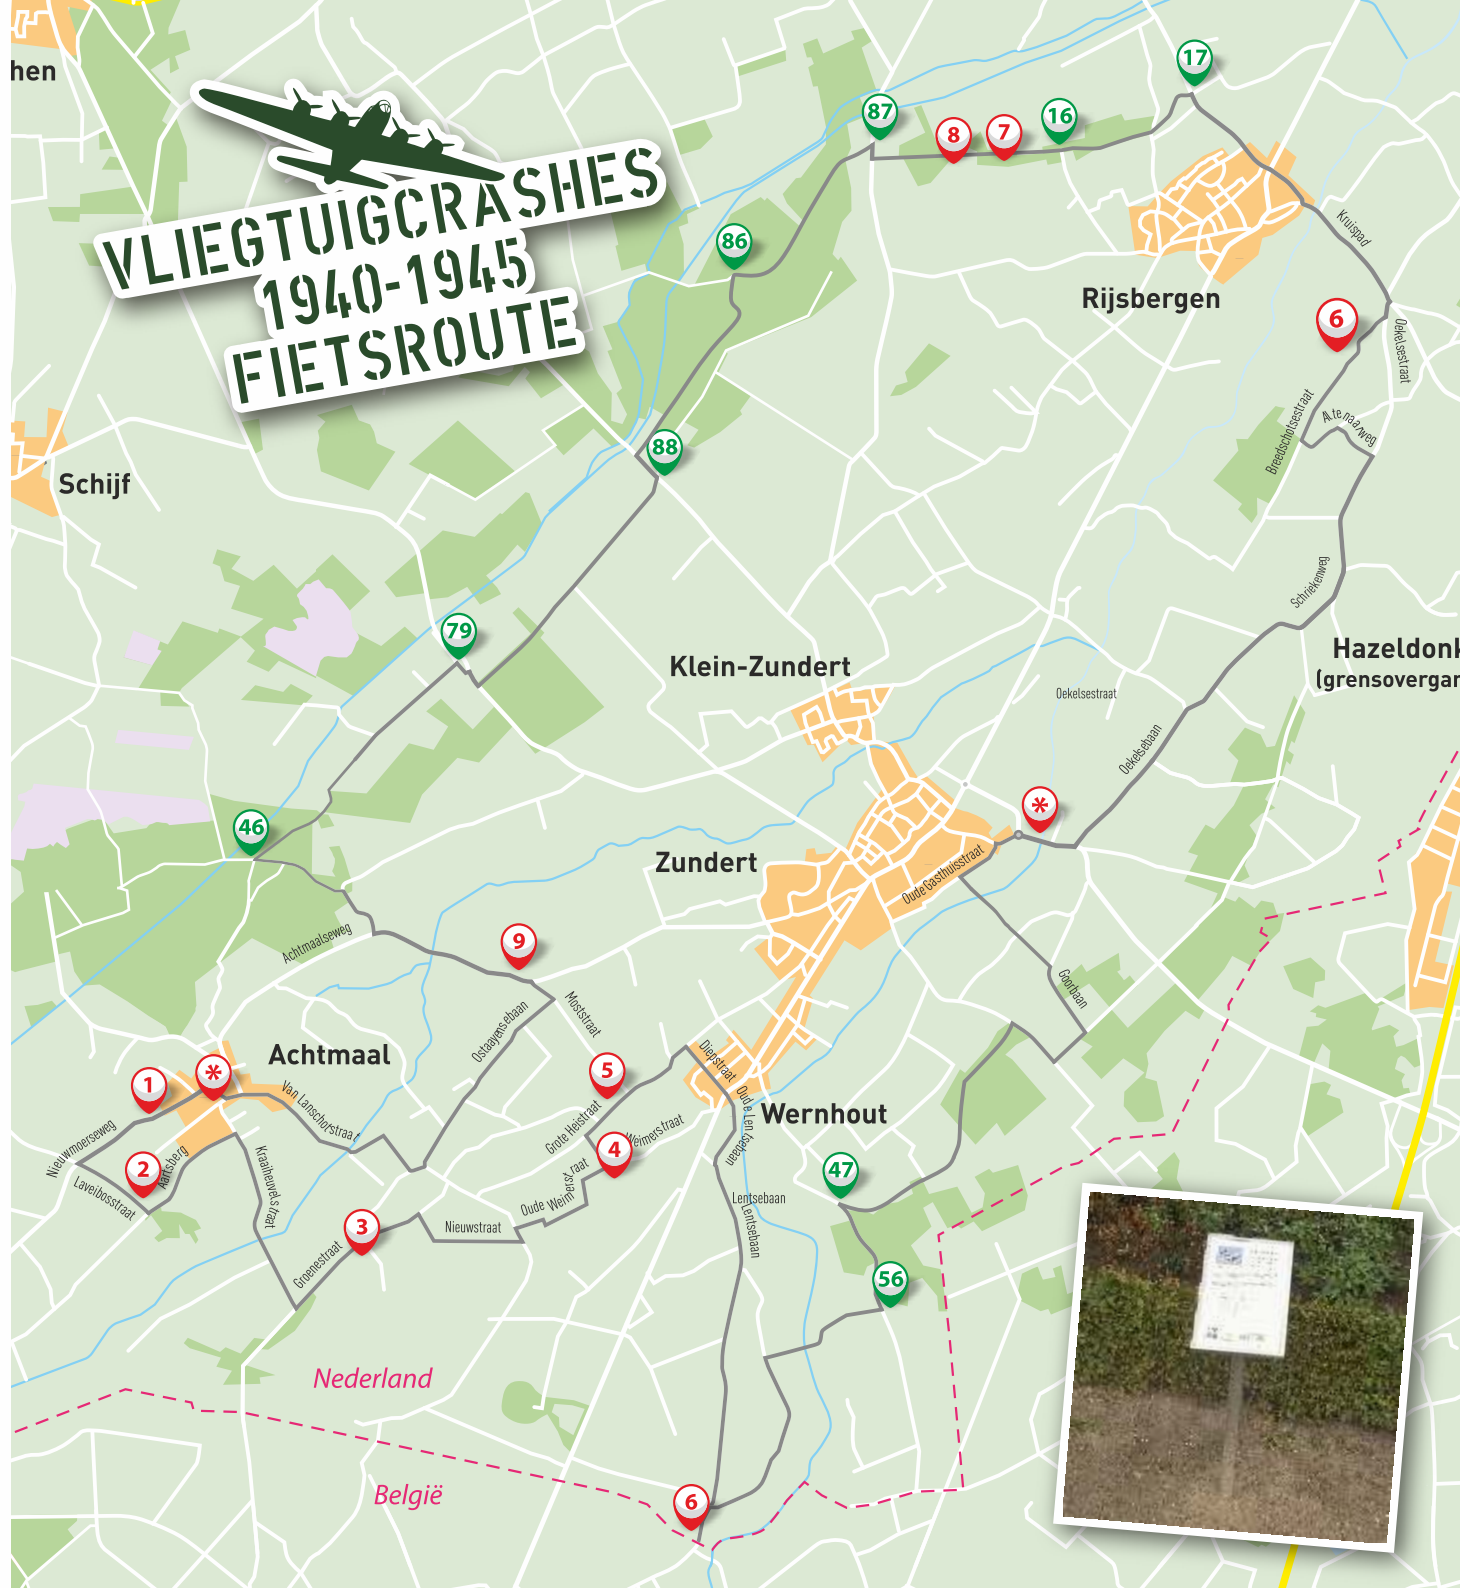 hen
VLIEGTUIGCRASHES
1940-1945
FIETSROUTE
17
87
8
7
16
86
Kruispad
Rijsbergen
6
Oekelsestraat
Breedschotsestraat
Altenaarweg
88
Schijf
Schriekenweg
79
Klein-Zundert
Hazeldonk
(grensovergan
Oekelsestraat
Oekelsebaan
46
*
Zundert
Oude Gasthuisstraat
Achtmaalseweg
9
Goorbaan
Moststraat
Ostaayensebaan
Achtmaal
Diepstraat
1
*
5
Van Lanschotstraat
Oude Lentsebaan
Wernhout
Nieuwmoerseweg
Grote Heistraat
Weimerstraat
4
2
Aartsberg
Kraaiheuvelstraat
47
Laveibosstraat
Oude Weimerstraat
Lentsebaan
Lentsebaan
3
Nieuwstraat
Groenestraat
56
Nederland
België
6